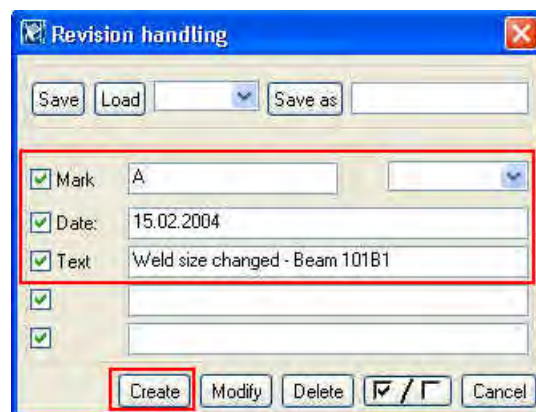 Revision handling
Save Load Save as
Mark A
Date: 15.02.2004
Text Weld size changed - Beam 101B1
Create Modify Delete / Cancel